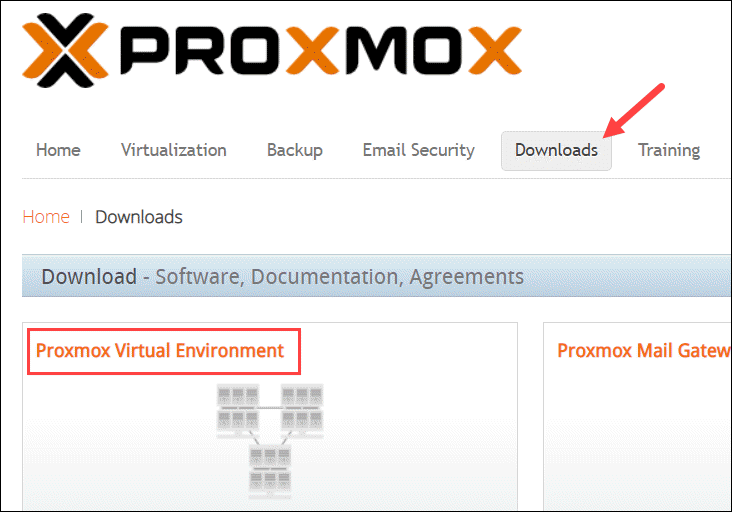 PROXMOX
Home Virtualization Backup Email Security Downloads Training
Home | Downloads
Download - Software, Documentation, Agreements
Proxmox Virtual Environment Proxmox Mail Gatew